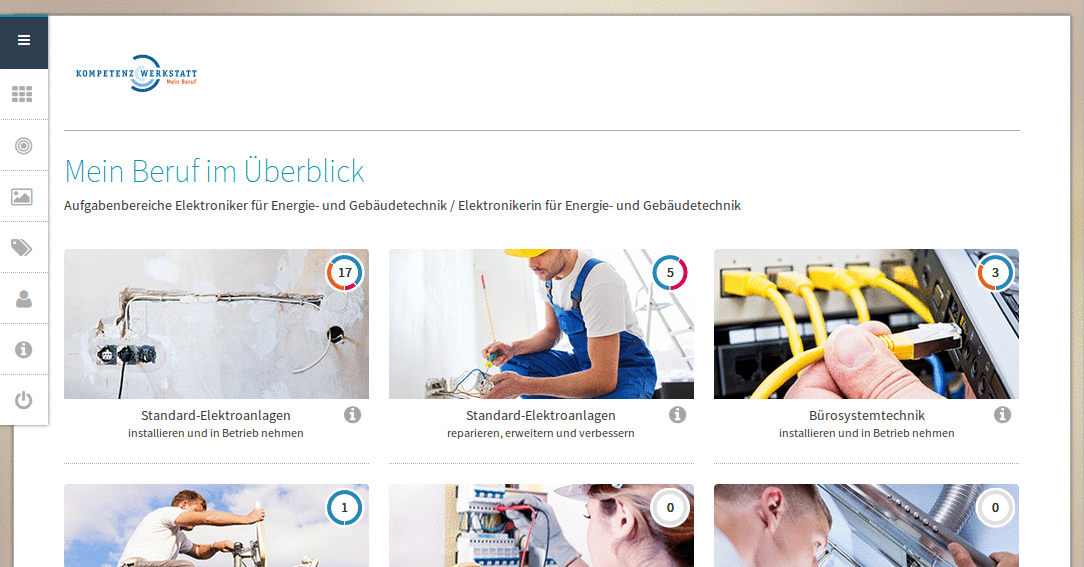 KOMPETENZ WERKSTATT
Mein Beruf
Mein Beruf im Überblick
Aufgabenbereiche Elektroniker für Energie- und Gebäudetechnik / Elektronikerin für Energie- und Gebäudetechnik
17
5
3
Standard-Elektroanlagen
installieren und in Betrieb nehmen
Standard-Elektroanlagen
reparieren, erweitern und verbessern
Bürosystemtechnik
installieren und in Betrieb nehmen
1
0
0